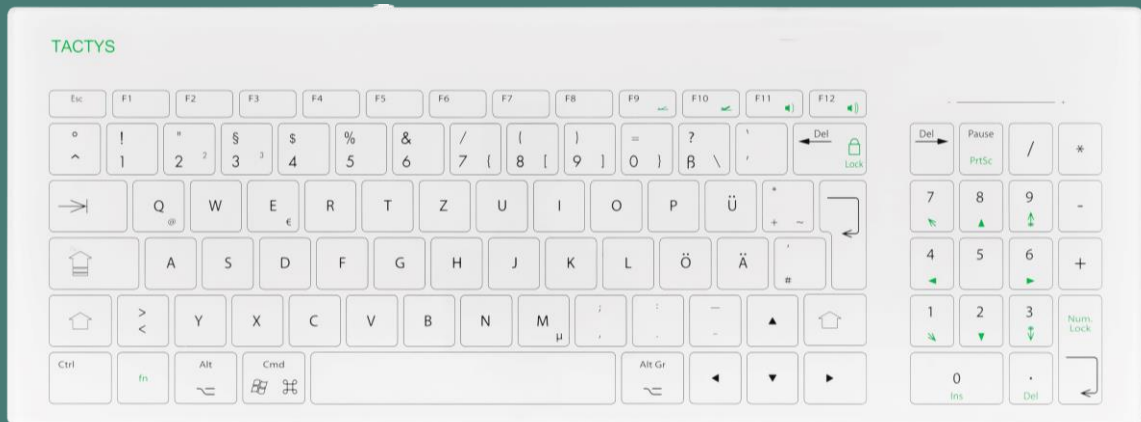 TACTYS
Esc F1 F2 F3 F4 F5 F6 F7 F8 F9 F10 F11 F12
° ! " § $ % & / ( ) = ? ` Del Del Pause / *
^ 1 2 ² 3 ³ 4 5 6 7 { 8 [ 9 ] 0 } ß \ ´ Lock PrtSc
Q @ W E € R T Z U I O P Ü * + ~ 7 8 9 -
A S D F G H J K L Ö Ä ' # 4 5 6 +
> < Y X C V B N M µ ; , : . — - 1 2 3 Num. Lock
Ctrl fn Alt Cmd ⌘ Alt Gr 0 Ins . Del